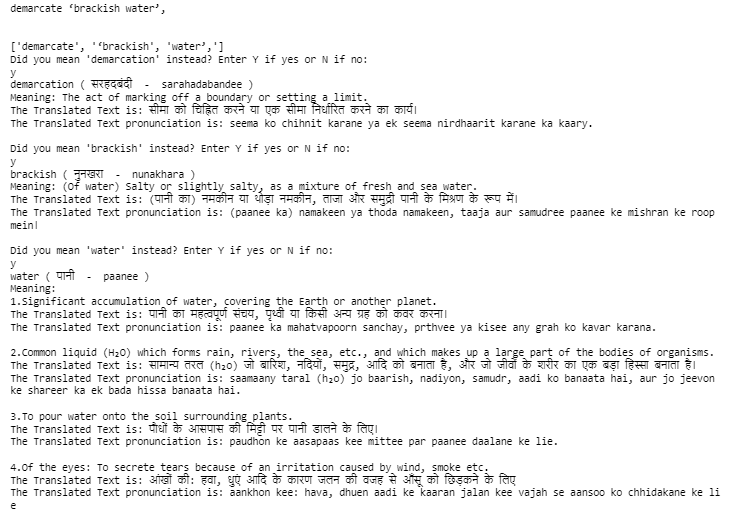 demarcate ‘brackish water’,
['demarcate', '‘brackish', 'water’,']
Did you mean 'demarcation' instead? Enter Y if yes or N if no:
y
demarcation ( सरहदबंदी  -  sarahadabandee )
Meaning: The act of marking off a boundary or setting a limit.
The Translated Text is: सीमा को चिह्नित करने या एक सीमा निर्धारित करने का कार्य।
The Translated Text pronunciation is: seema ko chihnit karane ya ek seema nirdhaarit karane ka kaary.
Did you mean 'brackish' instead? Enter Y if yes or N if no:
y
brackish ( नुनखरा  -  nunakhara )
Meaning: (Of water) Salty or slightly salty, as a mixture of fresh and sea water.
The Translated Text is: (पानी का) नमकीन या थोड़ा नमकीन, ताजा और समुद्री पानी के मिश्रण के रूप में।
The Translated Text pronunciation is: (paanee ka) namakeen ya thoda namakeen, taaja aur samudree paanee ke mishran ke roop
mein।
Did you mean 'water' instead? Enter Y if yes or N if no:
y
water ( पानी  -  paanee )
Meaning:
1.Significant accumulation of water, covering the Earth or another planet.
The Translated Text is: पानी का महत्वपूर्ण संचय, पृथ्वी या किसी अन्य ग्रह को कवर करना।
The Translated Text pronunciation is: paanee ka mahatvapoorn sanchay, prthvee ya kisee any grah ko kavar karana.
2.Common liquid (H₂O) which forms rain, rivers, the sea, etc., and which makes up a large part of the bodies of organisms.
The Translated Text is: सामान्य तरल (h₂o) जो बारिश, नदियों, समुद्र, आदि को बनाता है, और जो जीवों के शरीर का एक बड़ा हिस्सा बनाता है।
The Translated Text pronunciation is: saamaany taral (h₂o) jo baarish, nadiyon, samudr, aadi ko banaata hai, aur jo jeevon
ke shareer ka ek bada hissa banaata hai.
3.To pour water onto the soil surrounding plants.
The Translated Text is: पौधों के आसपास की मिट्टी पर पानी डालने के लिए।
The Translated Text pronunciation is: paudhon ke aasapaas kee mittee par paanee daalane ke lie.
4.Of the eyes: To secrete tears because of an irritation caused by wind, smoke etc.
The Translated Text is: आंखों की: हवा, धुएं आदि के कारण जलन की वजह से आँसू को छिड़कने के लिए
The Translated Text pronunciation is: aankhon kee: hava, dhuen aadi ke kaaran jalan kee vajah se aansoo ko chhidakane ke li
e